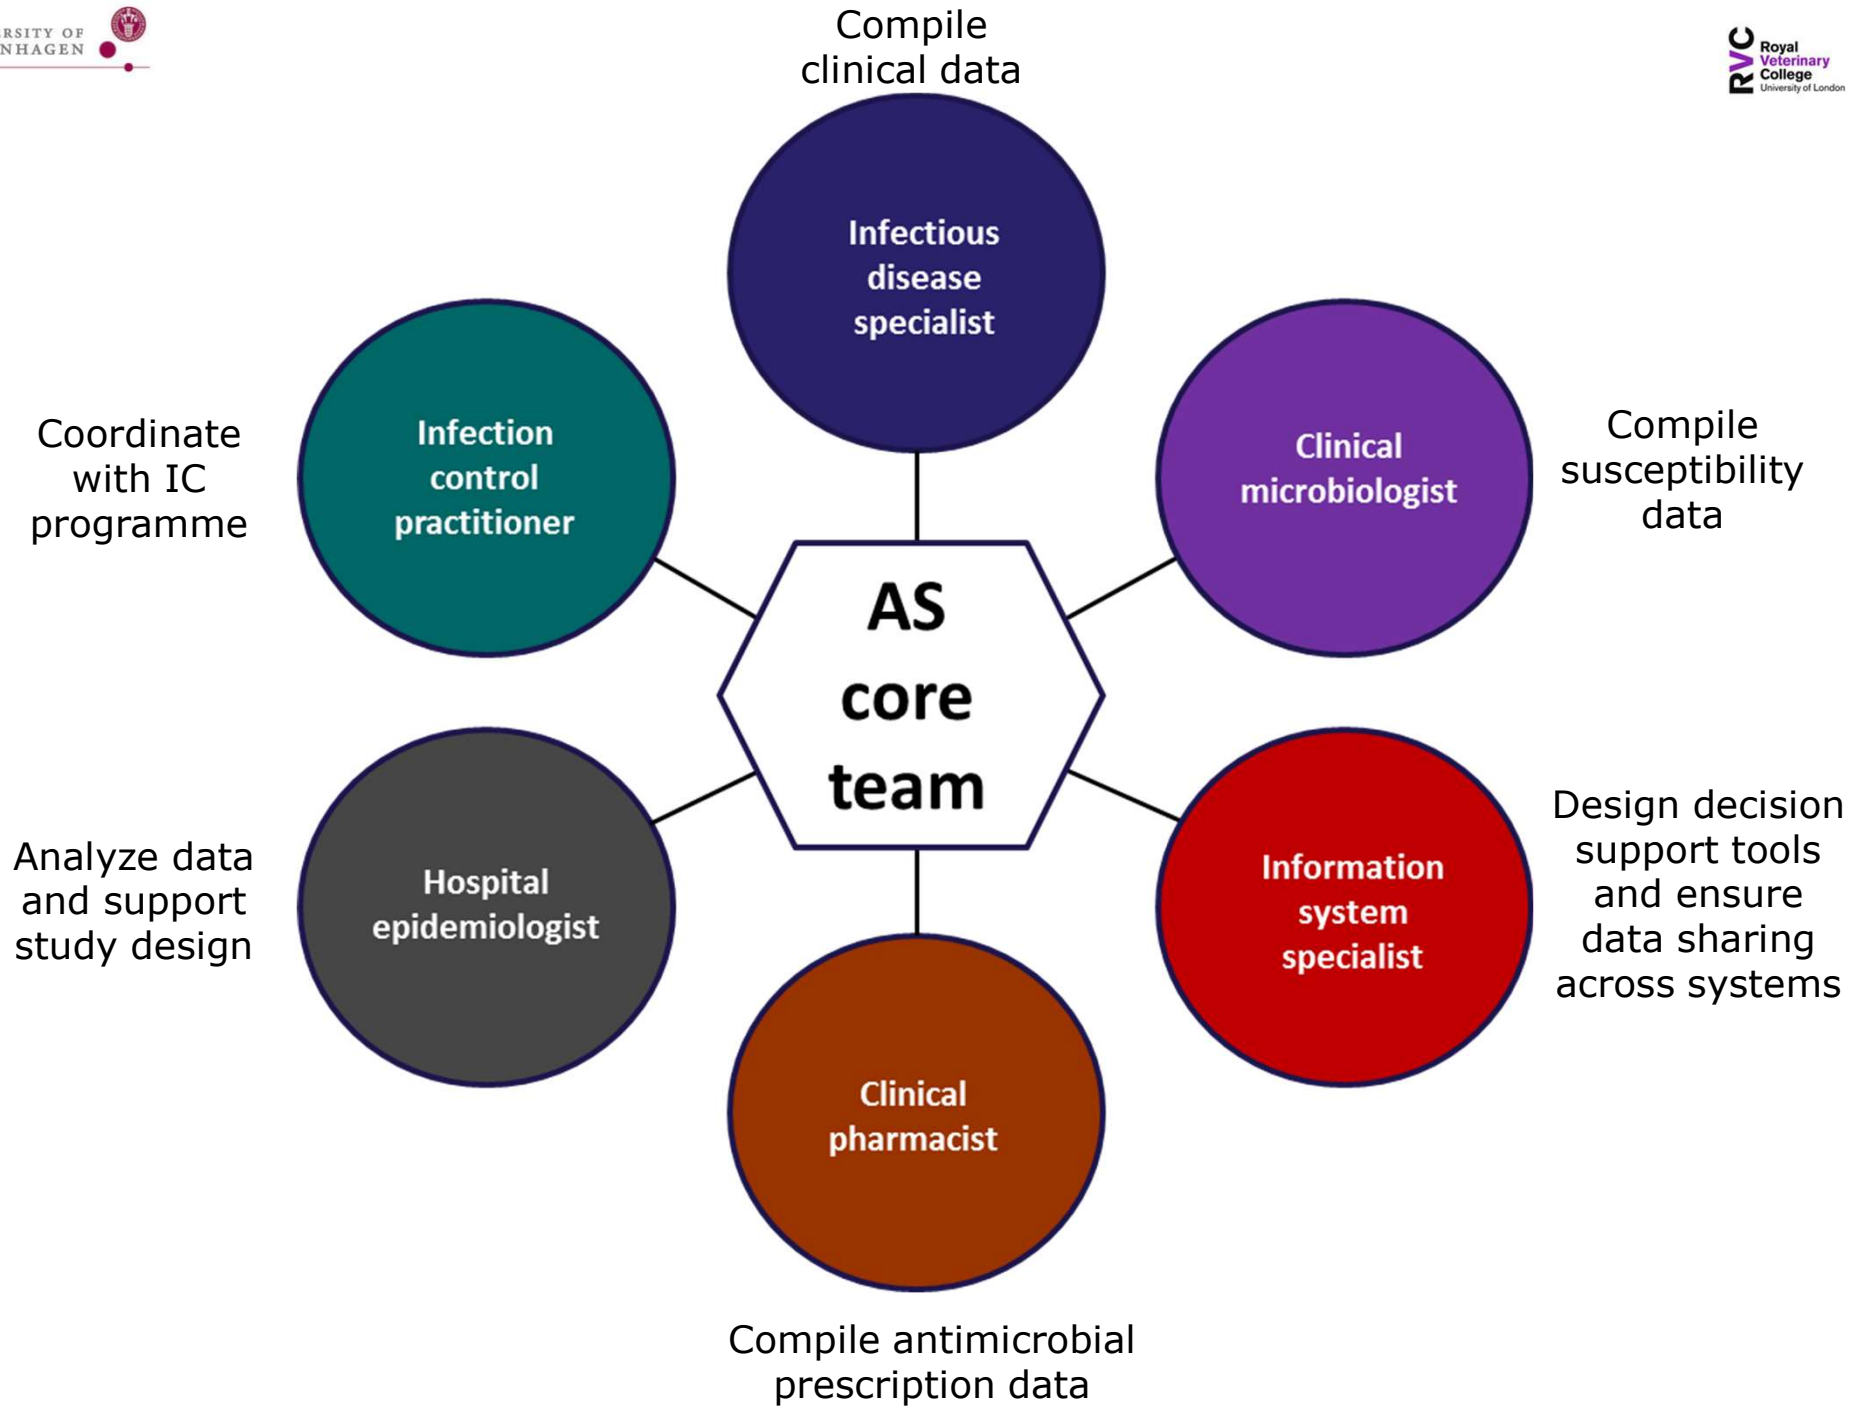 NHAGEN
Royal
Veterinary
College
University of London
RVC
Compile
clinical data
Infectious
disease
specialist
Infection
control
practitioner
Coordinate
with IC
programme
Clinical
microbiologist
Compile
susceptibility
data
AS
core
team
Hospital
epidemiologist
Analyze data
and support
study design
Information
system
specialist
Design decision
support tools
and ensure
data sharing
across systems
Clinical
pharmacist
Compile antimicrobial
prescription data